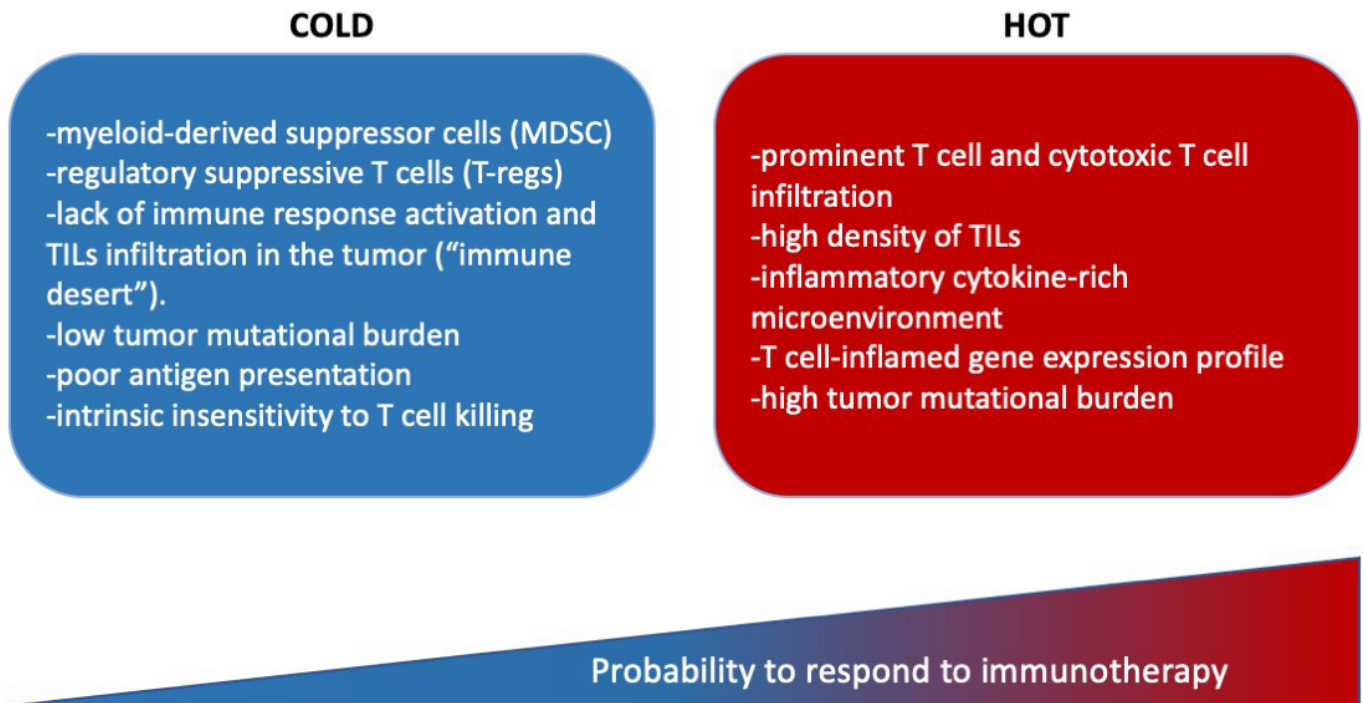 COLD
-myeloid-derived suppressor cells (MDSC)
-regulatory suppressive T cells (T-regs)
-lack of immune response activation and
TILs infiltration in the tumor (“immune
desert”).
-low tumor mutational burden
-poor antigen presentation
-intrinsic insensitivity to T cell killing
HOT
-prominent T cell and cytotoxic T cell
infiltration
-high density of TILs
-inflammatory cytokine-rich
microenvironment
-T cell-inflamed gene expression profile
-high tumor mutational burden
Probability to respond to immunotherapy